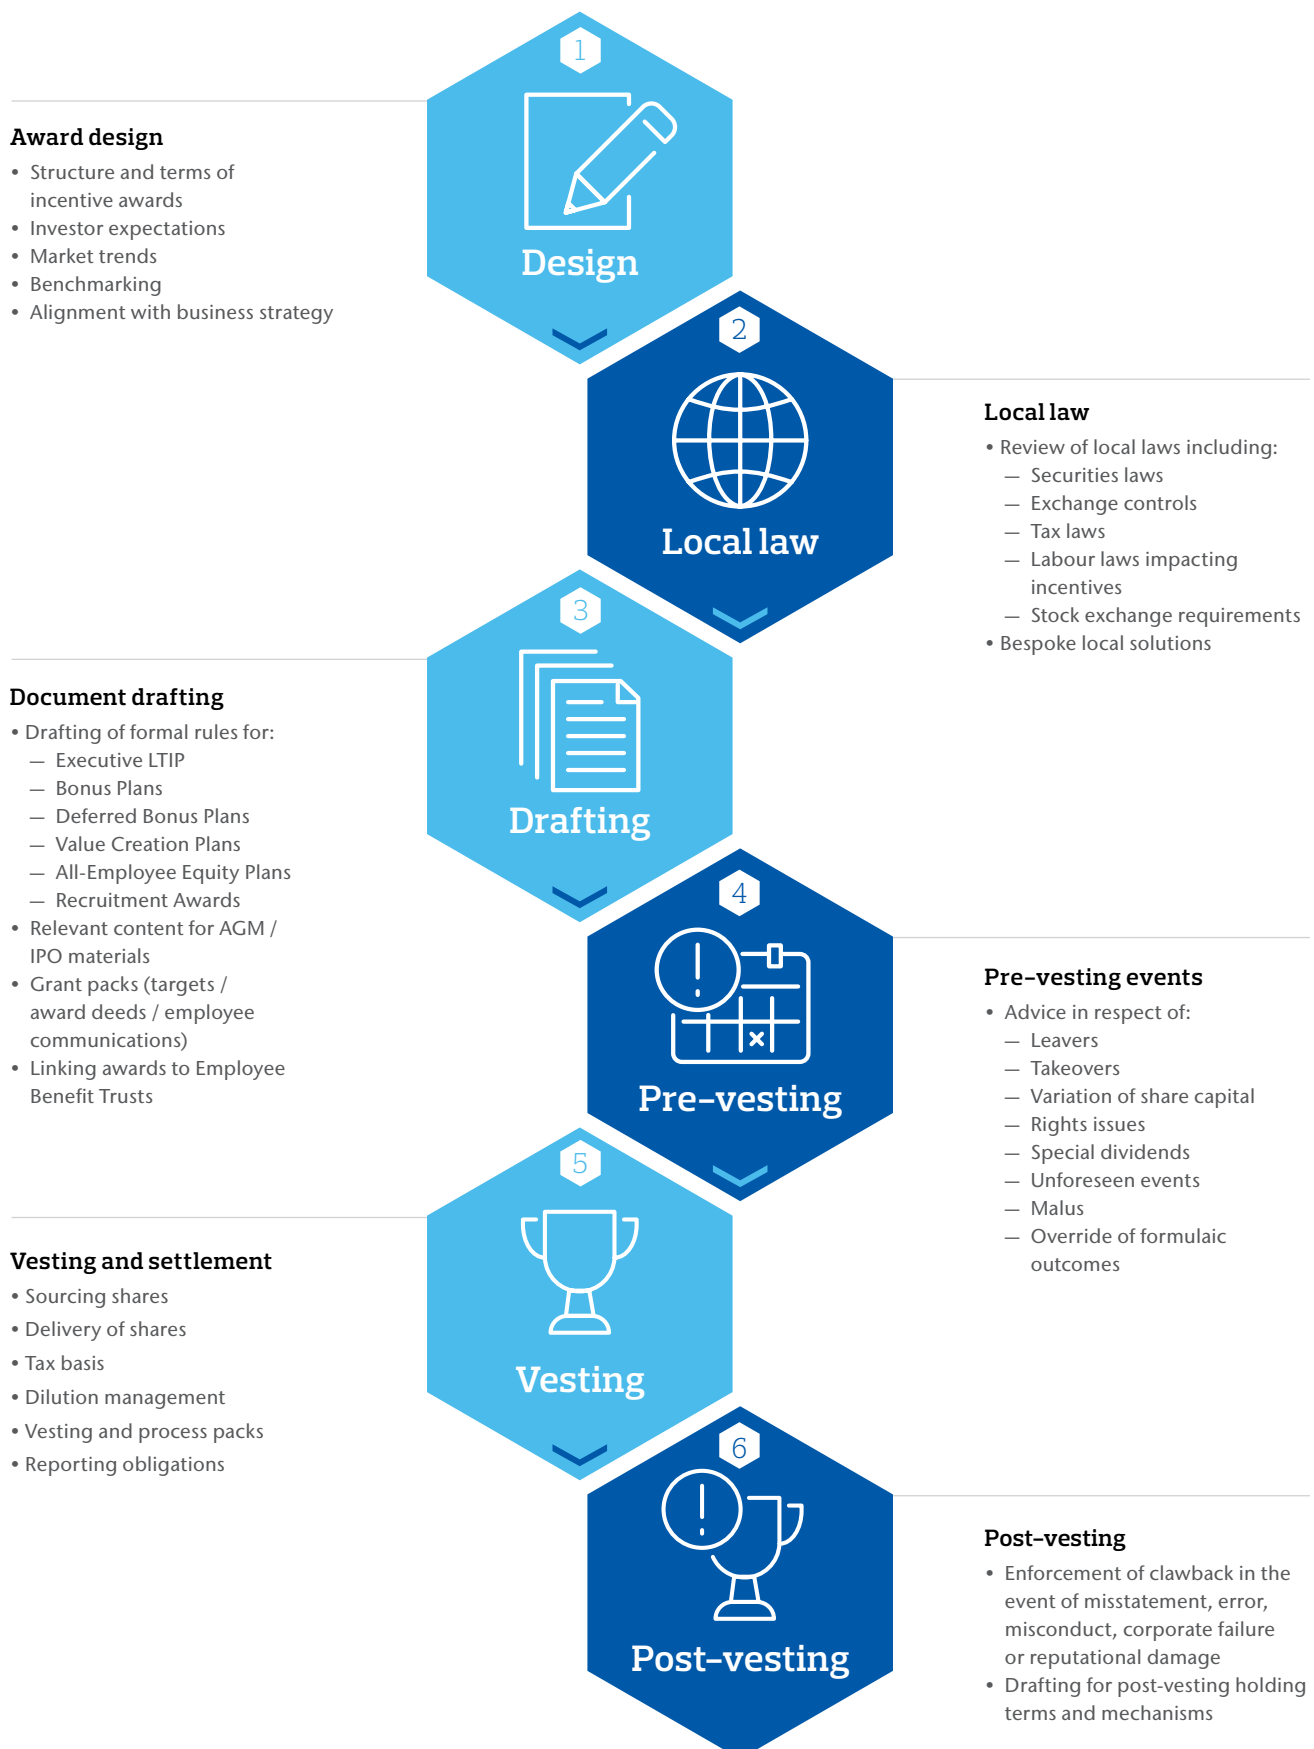 1
Design
Award design
• Structure and terms of
incentive awards
• Investor expectations
• Market trends
• Benchmarking
• Alignment with business strategy
2
Local law
Local law
• Review of local laws including:
— Securities laws
— Exchange controls
— Tax laws
— Labour laws impacting
incentives
— Stock exchange requirements
• Bespoke local solutions
3
Drafting
Document drafting
• Drafting of formal rules for:
— Executive LTIP
— Bonus Plans
— Deferred Bonus Plans
— Value Creation Plans
— All-Employee Equity Plans
— Recruitment Awards
• Relevant content for AGM /
IPO materials
• Grant packs (targets /
award deeds / employee
communications)
• Linking awards to Employee
Benefit Trusts
4
Pre-vesting
Pre-vesting events
• Advice in respect of:
— Leavers
— Takeovers
— Variation of share capital
— Rights issues
— Special dividends
— Unforeseen events
— Malus
— Override of formulaic
outcomes
5
Vesting
Vesting and settlement
• Sourcing shares
• Delivery of shares
• Tax basis
• Dilution management
• Vesting and process packs
• Reporting obligations
6
Post-vesting
Post-vesting
• Enforcement of clawback in the
event of misstatement, error,
misconduct, corporate failure
or reputational damage
• Drafting for post-vesting holding
terms and mechanisms